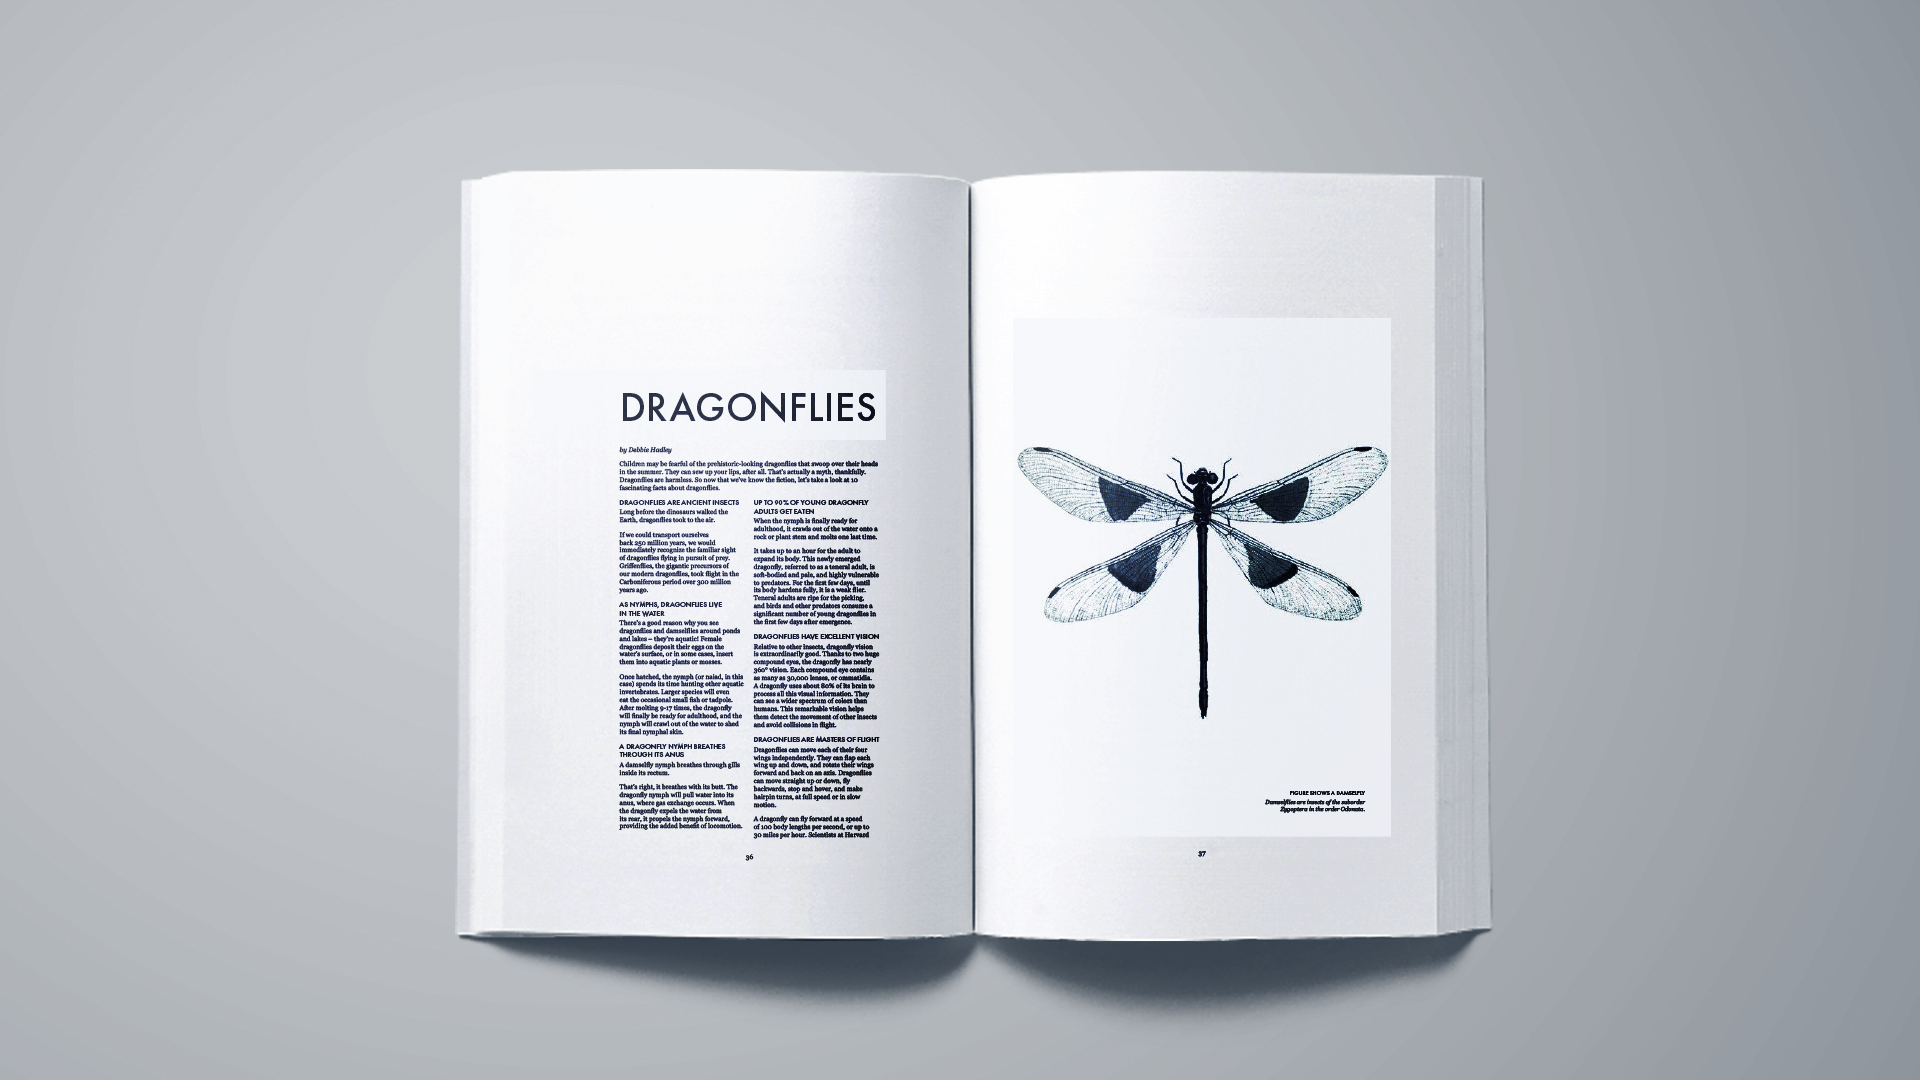 DRAGONFLIES
by Debbie Hadley
Children may be fearful of the prehistoric-looking dragonflies that swoop over their heads
in the summer. They can sew up your lips, after all. That's actually a myth, thankfully.
Dragonflies are harmless. So now that we've know the fiction, let's take a look at 10
fascinating facts about dragonflies.
DRAGONFLIES ARE ANCIENT INSECTS
Long before the dinosaurs walked the
Earth, dragonflies took to the air.
If we could transport ourselves
back 250 million years, we would
immediately recognize the familiar sight
of dragonflies flying in pursuit of prey.
Griffenflies, the gigantic precursors of
our modern dragonflies, took flight in the
Carboniferous period over 300 million
years ago.
AS NYMPHS, DRAGONFLIES LIVE
IN THE WATER
There's a good reason why you see
dragonflies and damselflies around ponds
and lakes – they're aquatic! Female
dragonflies deposit their eggs on the
water's surface, or in some cases, insert
them into aquatic plants or mosses.
Once hatched, the nymph (or naiad, in this
case) spends its time hunting other aquatic
invertebrates. Larger species will even
eat the occasional small fish or tadpole.
After molting 9-17 times, the dragonfly
will finally be ready for adulthood, and the
nymph will crawl out of the water to shed
its final nymphal skin.
A DRAGONFLY NYMPH BREATHES
THROUGH ITS ANUS
A damselfly nymph breathes through gills
inside its rectum.
That's right, it breathes with its butt. The
dragonfly nymph will pull water into its
anus, where gas exchange occurs. When
the dragonfly expels the water from
its rear, it propels the nymph forward,
providing the added benefit of locomotion.
UP TO 90% OF YOUNG DRAGONFLY
ADULTS GET EATEN
When the nymph is finally ready for
adulthood, it crawls out of the water onto a
rock or plant stem and molts one last time.
It takes up to an hour for the adult to
expand its body. This newly emerged
dragonfly, referred to as a teneral adult, is
soft-bodied and pale, and highly vulnerable
to predators. For the first few days, until
its body hardens fully, it is a weak flier.
Teneral adults are ripe for the picking,
and birds and other predators consume a
significant number of young dragonflies in
the first few days after emergence.
DRAGONFLIES HAVE EXCELLENT VISION
Relative to other insects, dragonfly vision
is extraordinarily good. Thanks to two huge
compound eyes, the dragonfly has nearly
360° vision. Each compound eye contains
as many as 30,000 lenses, or ommatidia.
A dragonfly uses about 80% of its brain to
process all this visual information. They
can see a wider spectrum of colors than
humans. This remarkable vision helps
them detect the movement of other insects
and avoid collisions in flight.
DRAGONFLIES ARE MASTERS OF FLIGHT
Dragonflies can move each of their four
wings independently. They can flap each
wing up and down, and rotate their wings
forward and back on an axis. Dragonflies
can move straight up or down, fly
backwards, stop and hover, and make
hairpin turns, at full speed or in slow
motion.
A dragonfly can fly forward at a speed
of 100 body lengths per second, or up to
30 miles per hour. Scientists at Harvard
36
FIGURE SHOWS A DAMSELFLY
Damselflies are insects of the suborder
Zygoptera in the order Odonata.
37